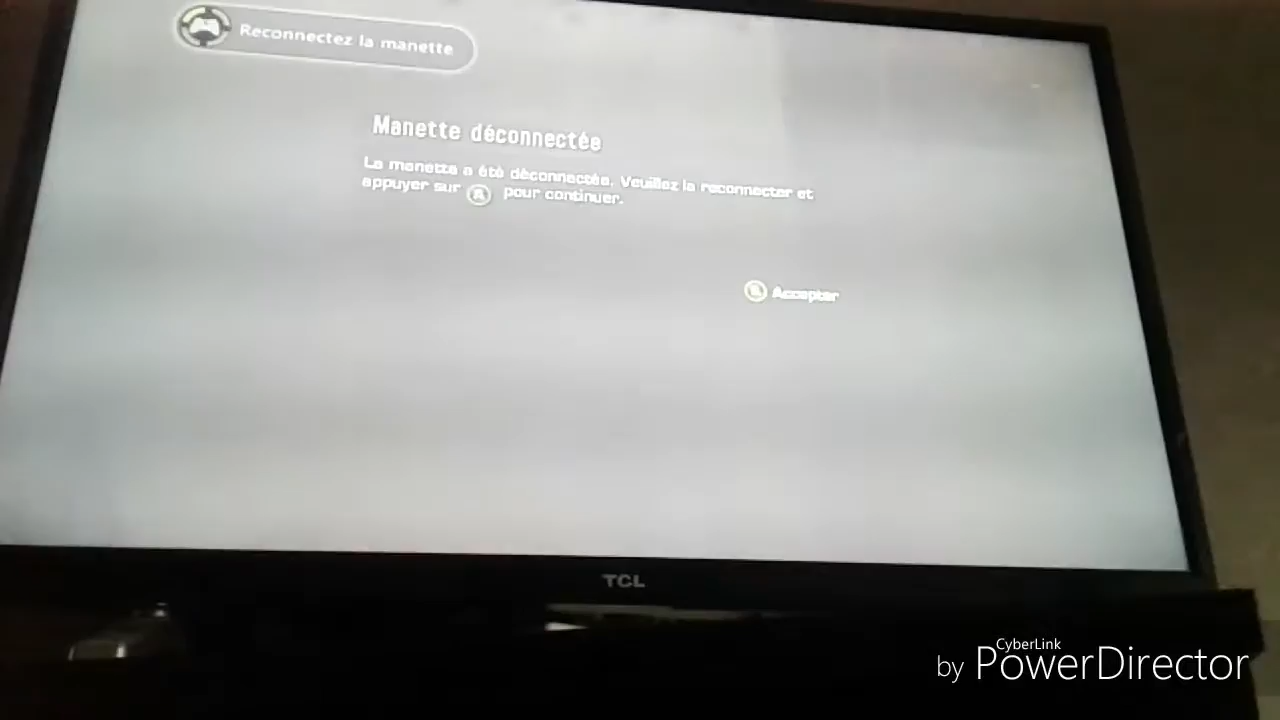 Reconnectez la manette
Manette déconnectée
La manette a été déconnectée. Veuillez la reconnecter et
appuyer sur A pour continuer.
Accepter
TCL
CyberLink
by PowerDirector